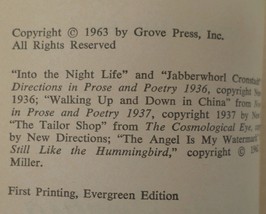 Copyright © 1963 by Grove Press, Inc.
All Rights Reserved
"Into the Night Life" and "Jabberwhorl
Directions in Prose and Poetry 1936, copyright
1936; "Walking Up and Down in China" from
in Prose and Poetry 1937, copyright 1937 by
"The Tailor Shop" from The Cosmological Eye,
by New Directions; "The Angel Is My
Still Like the Hummingbird," copyright ©
Miller.
First Printing, Evergreen Edition